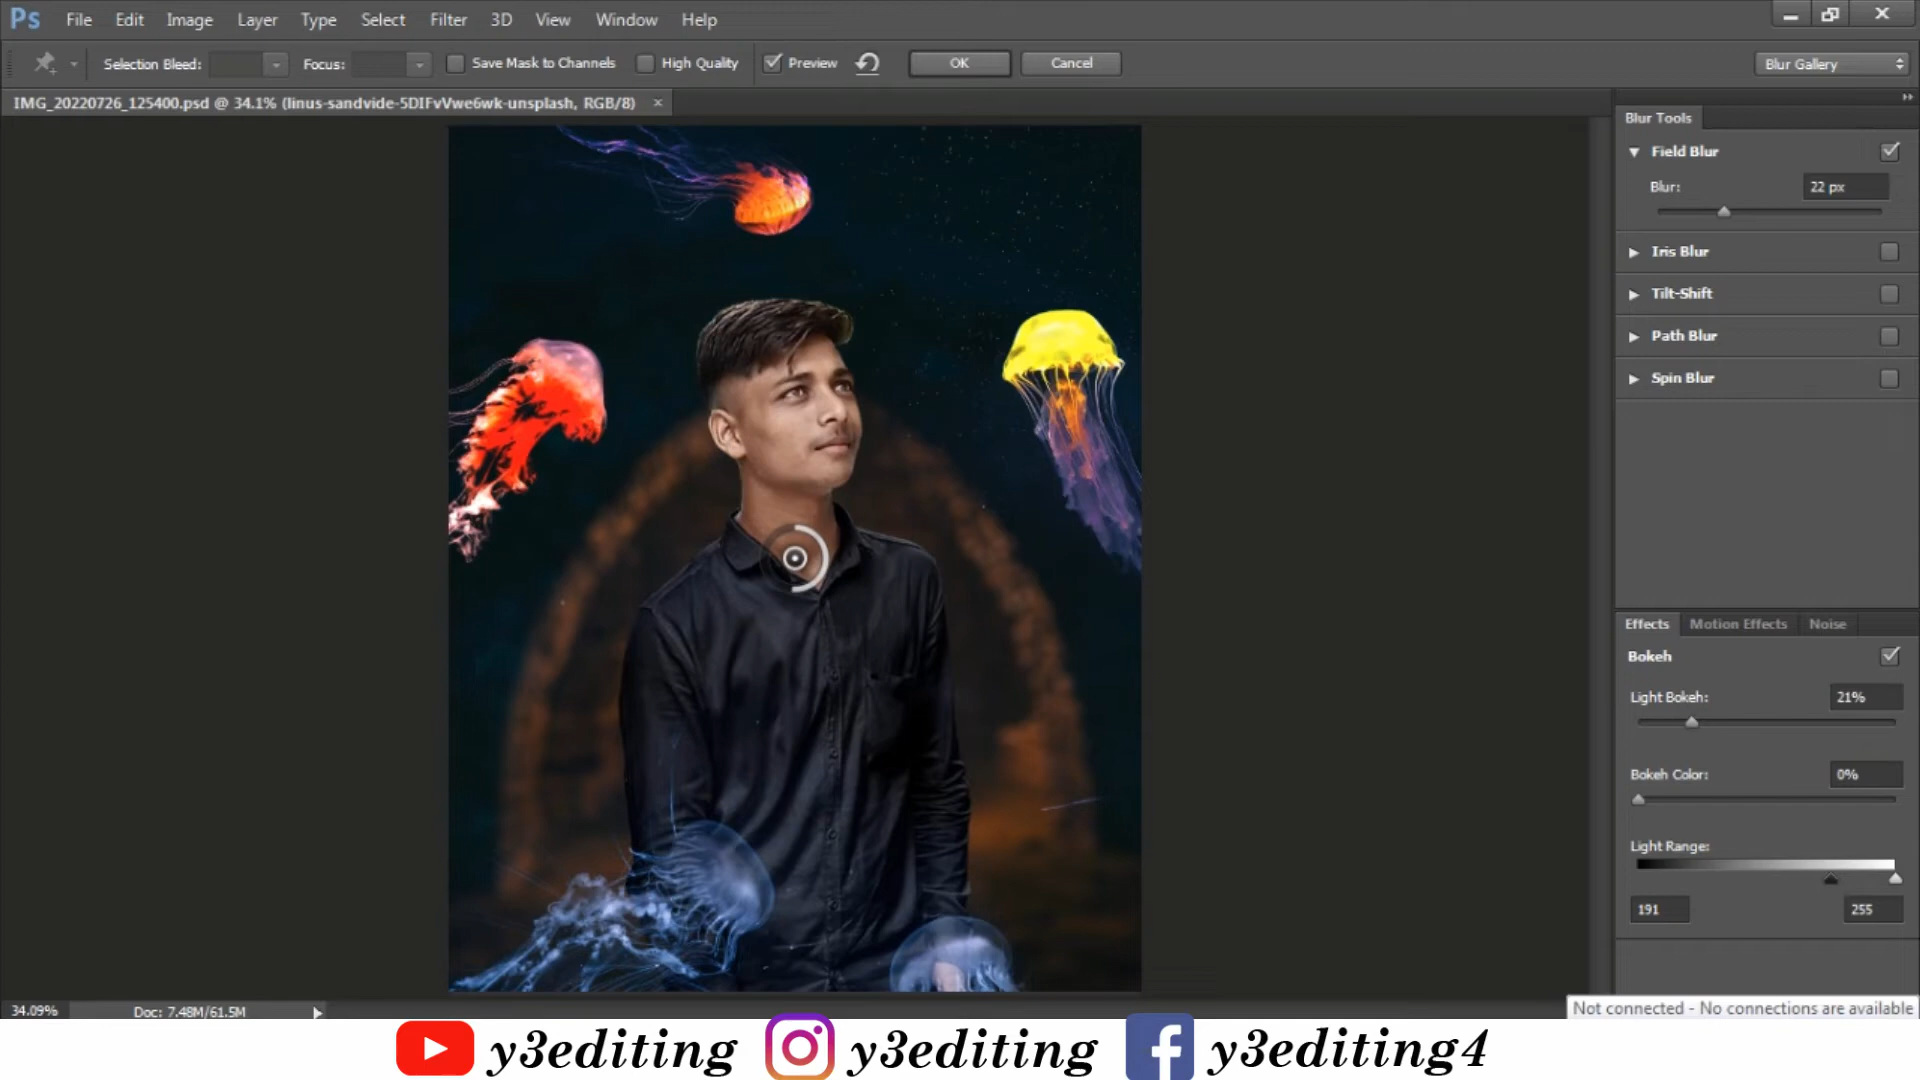 Ps File Edit Image Layer Type Select Filter 3D View Window Help
Selection Bleed: Focus: Save Mask to Channels High Quality Preview OK Cancel Blur Gallery
IMG_20220726_125400.psd @ 34.1% (linus-sandvide-5DIFvVwe6wk-unsplash, RGB/8) ×
Blur Tools
Field Blur
Blur: 22 px
Iris Blur
Tilt-Shift
Path Blur
Spin Blur
Effects Motion Effects Noise
Bokeh
Light Bokeh: 21%
Bokeh Color: 0%
Light Range:
191 255
34.09% Doc: 7.48M/61.5M
Not connected - No connections are available
y3editing y3editing f y3editing4